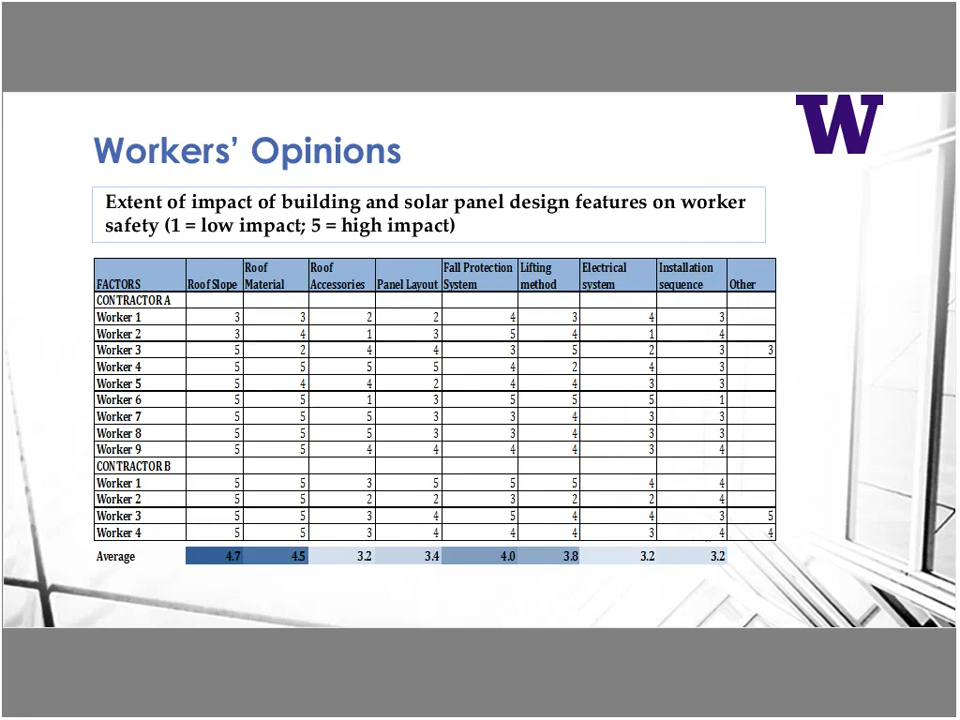 W
Workers’ Opinions
Extent of impact of building and solar panel design features on worker
safety (1 = low impact; 5 = high impact)
FACTORS Roof Slope Roof Material Roof Accessories Panel Layout Fall Protection System Lifting method Electrical system Installation sequence Other
CONTRACTOR A
Worker 1 3 3 2 2 4 3 4 3
Worker 2 3 4 1 3 5 4 1 4
Worker 3 5 2 4 4 3 5 2 3 3
Worker 4 5 5 5 5 4 2 4 3
Worker 5 5 4 4 2 4 4 3 3
Worker 6 5 5 1 3 5 5 5 1
Worker 7 5 5 5 3 3 4 3 3
Worker 8 5 5 5 3 3 4 3 3
Worker 9 5 5 4 4 4 4 3 4
CONTRACTOR B
Worker 1 5 5 3 5 5 5 4 4
Worker 2 5 5 2 2 3 2 2 4
Worker 3 5 5 3 4 5 4 4 3 5
Worker 4 5 5 3 4 4 4 3 4 4
Average 4.7 4.5 3.2 3.4 4.0 3.8 3.2 3.2